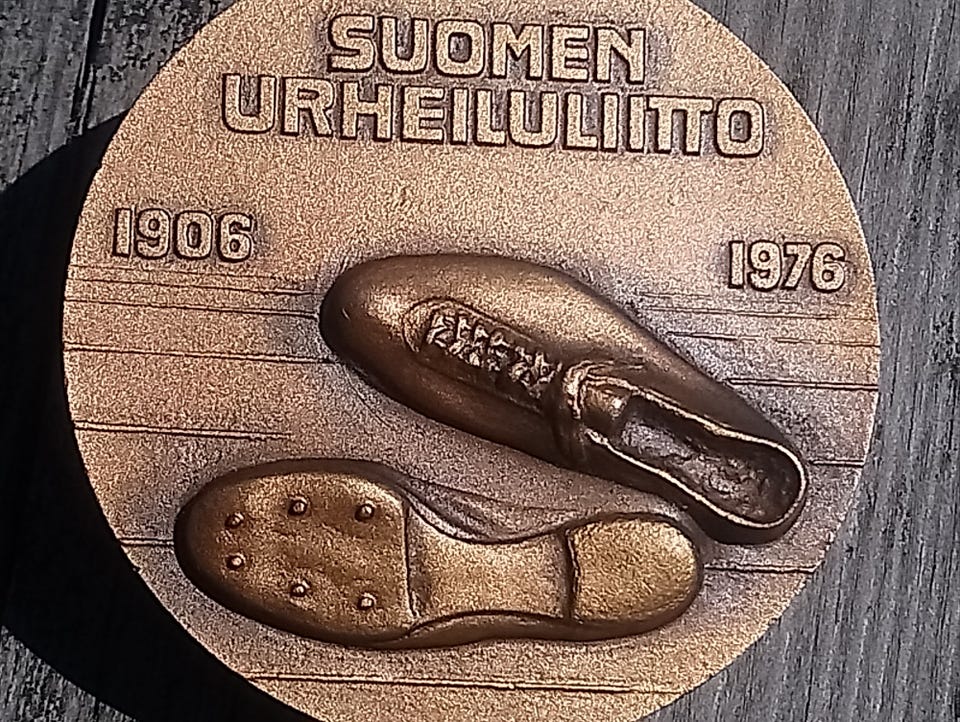 SUOMEN
URHEILULIITTO
1906
1976